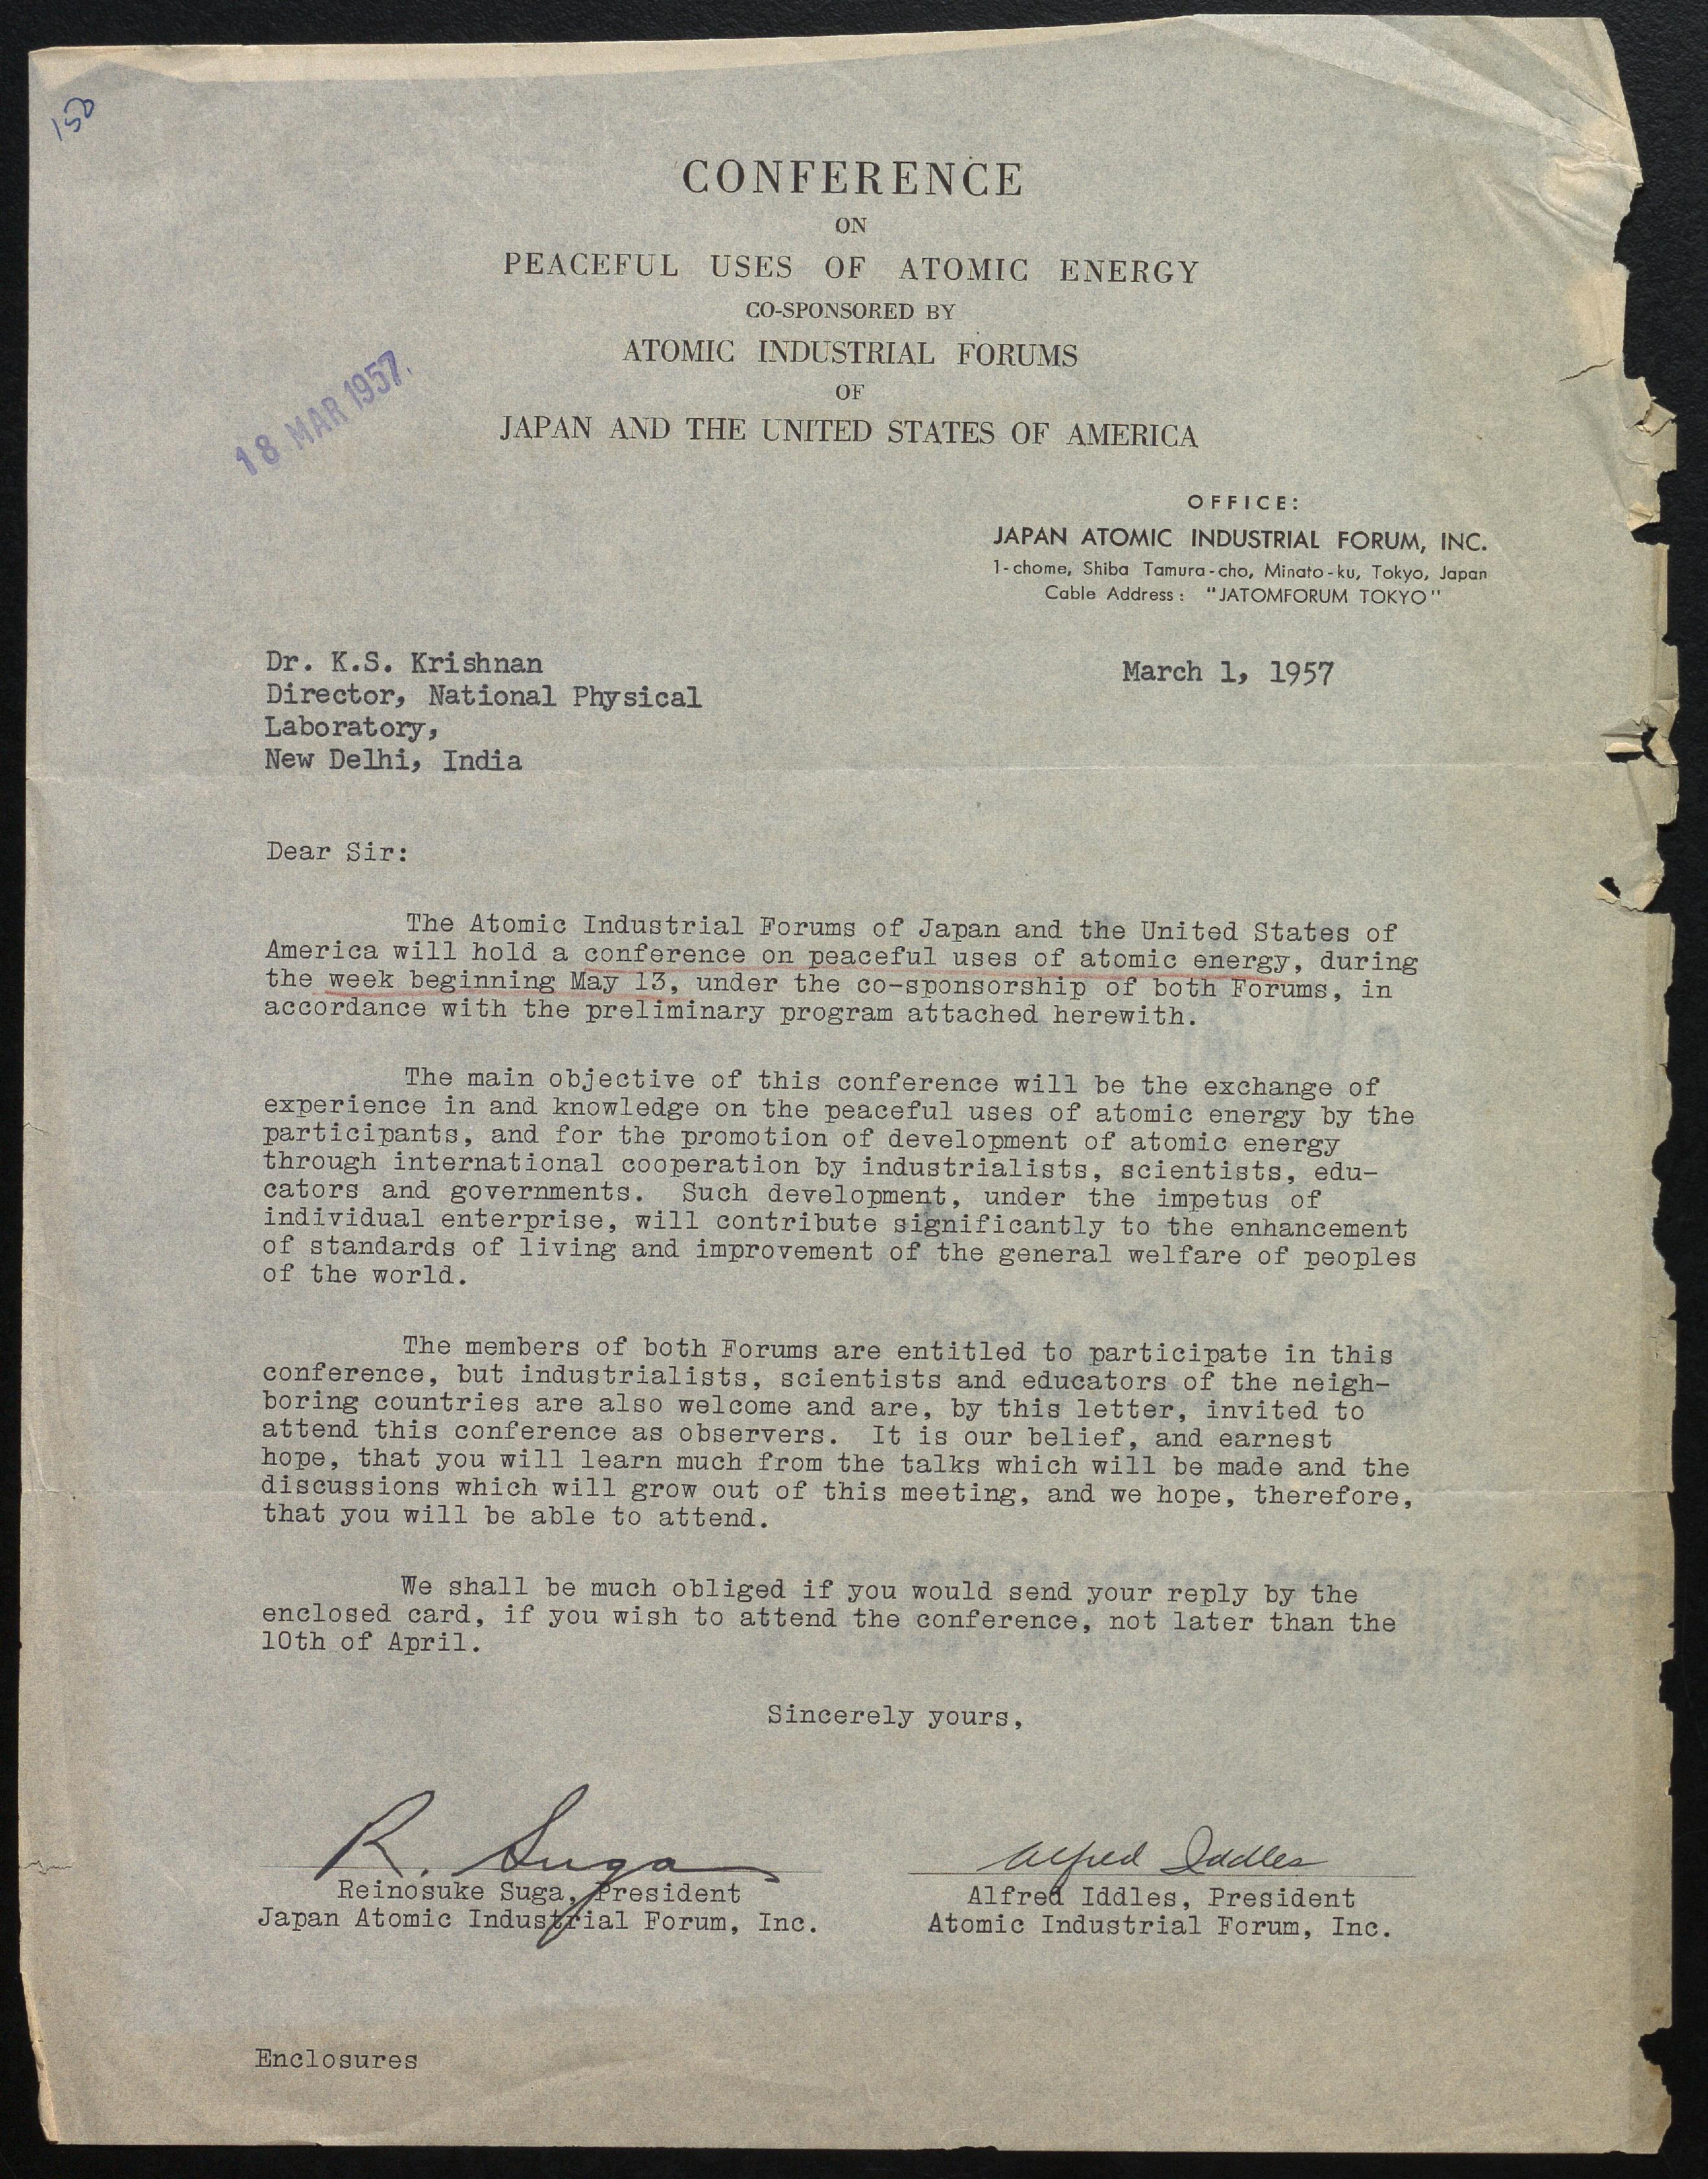 150
CONFERENCE
ON
PEACEFUL USES OF ATOMIC ENERGY
CO-SPONSORED BY
ATOMIC INDUSTRIAL FORUMS
OF
JAPAN AND THE UNITED STATES OF AMERICA
18 MAR 1957.
OFFICE:
JAPAN ATOMIC INDUSTRIAL FORUM, INC.
1-chome, Shiba Tamura-cho, Minato-ku, Tokyo, Japan
Cable Address: "JATOMFORUM TOKYO"
Dr. K.S. Krishnan
Director, National Physical
Laboratory,
New Delhi, India
March 1, 1957
Dear Sir:
The Atomic Industrial Forums of Japan and the United States of
America will hold a conference on peaceful uses of atomic energy, during
the week beginning May 13, under the co-sponsorship of both Forums, in
accordance with the preliminary program attached herewith.
The main objective of this conference will be the exchange of
experience in and knowledge on the peaceful uses of atomic energy by the
participants, and for the promotion of development of atomic energy
through international cooperation by industrialists, scientists, edu-
cators and governments. Such development, under the impetus of
individual enterprise, will contribute significantly to the enhancement
of standards of living and improvement of the general welfare of peoples
of the world.
The members of both Forums are entitled to participate in this
conference, but industrialists, scientists and educators of the neigh-
boring countries are also welcome and are, by this letter, invited to
attend this conference as observers. It is our belief, and earnest
hope, that you will learn much from the talks which will be made and the
discussions which will grow out of this meeting, and we hope, therefore,
that you will be able to attend.
We shall be much obliged if you would send your reply by the
enclosed card, if you wish to attend the conference, not later than the
10th of April.
Sincerely yours,
R. Suga
Reinosuke Suga, President
Japan Atomic Industrial Forum, Inc.
Alfred Iddles
Alfred Iddles, President
Atomic Industrial Forum, Inc.
Enclosures